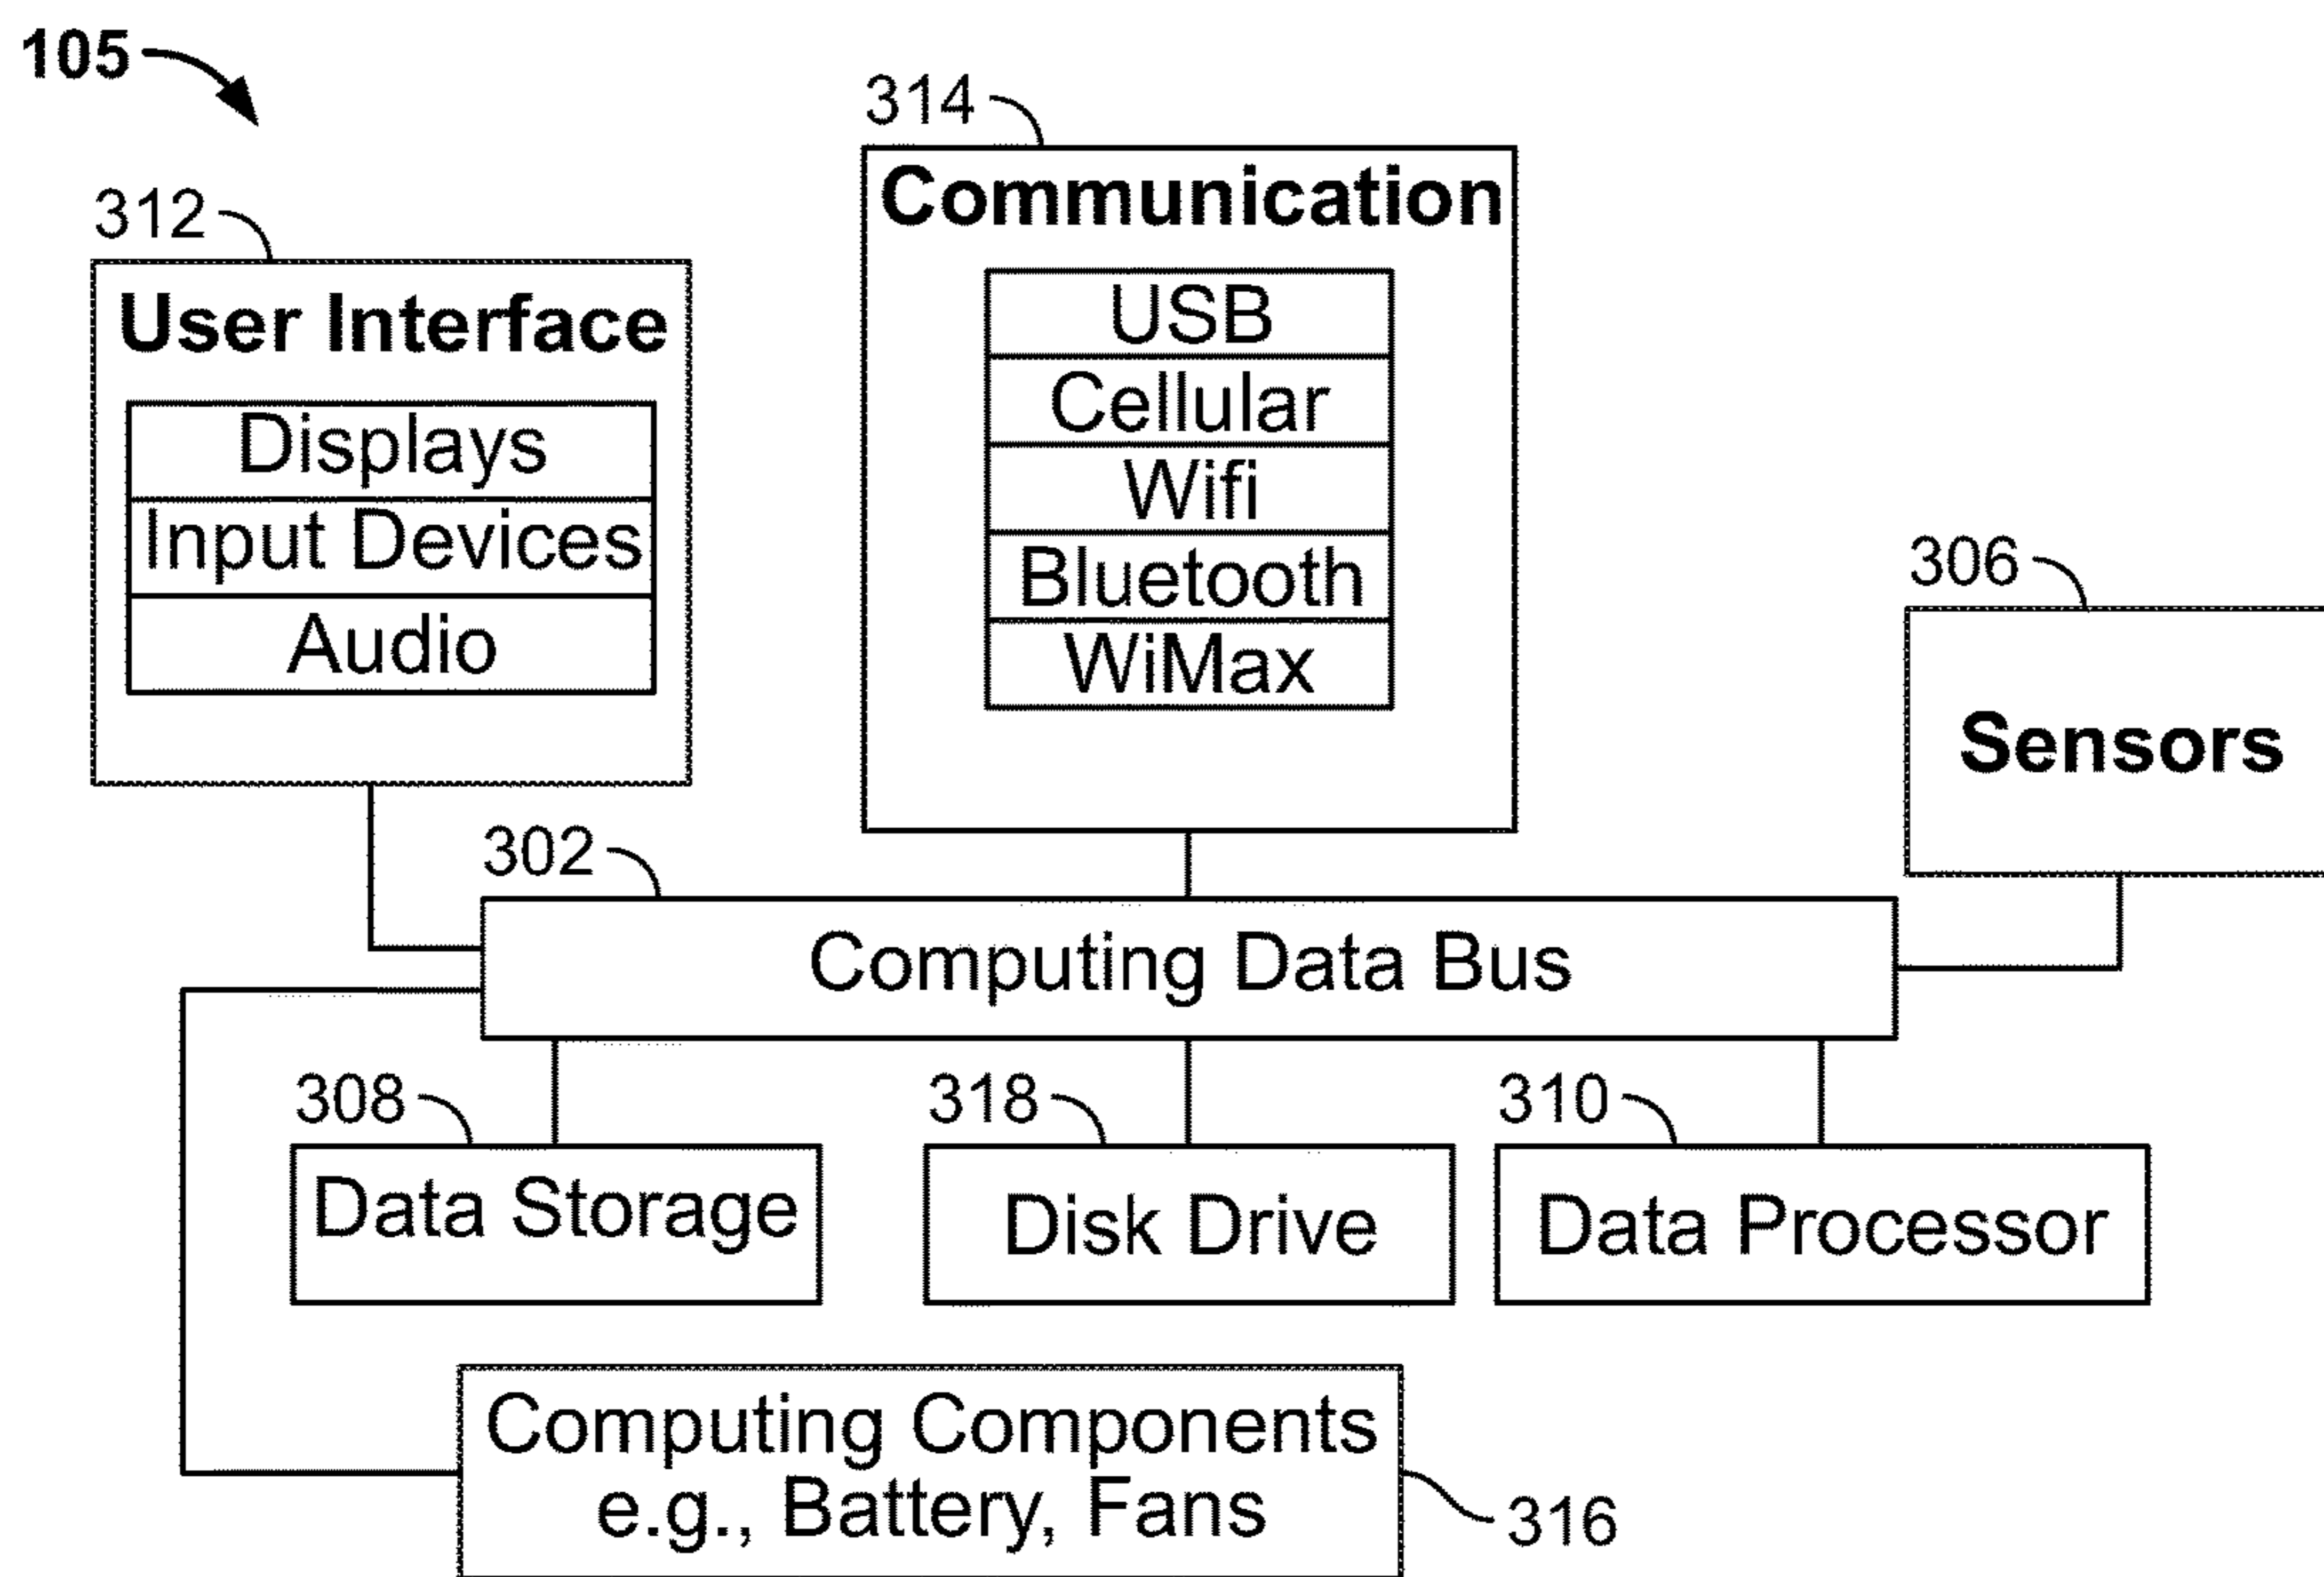 105
314
Communication
312
User Interface
USB
Cellular
Displays
Wifi
Input Devices
Bluetooth
306
Audio
WiMax
Sensors
302
Computing Data Bus
308
318
310
Data Storage
Disk Drive
Data Processor
Computing Components
e.g., Battery, Fans
316